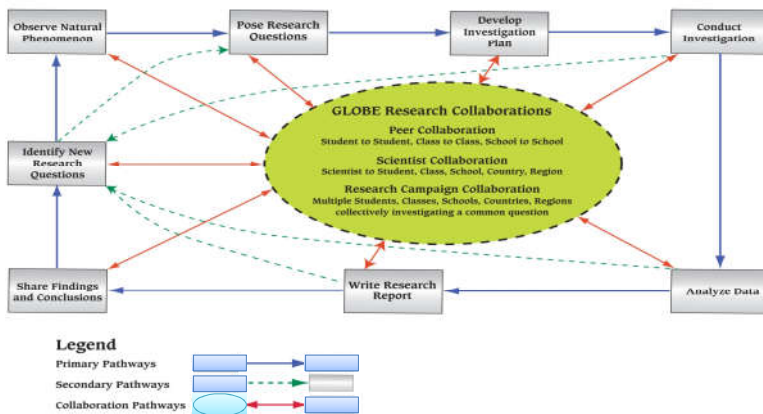 Observe Natural
Phenomenon
Pose Research
Questions
Develop
Investigation
Plan
Conduct
Investigation
GLOBE Research Collaborations
Peer Collaboration
Student to Student, Class to Class, School to School
Scientist Collaboration
Scientist to Student, Class, School, Country, Region
Research Campaign Collaboration
Multiple Students, Classes, Schools, Countries, Regions
collectively investigating a common question
Identify New
Research
Questions
Share Findings
and Conclusions
Write Research
Report
Analyze Data
Legend
Primary Pathways
Secondary Pathways
Collaboration Pathways